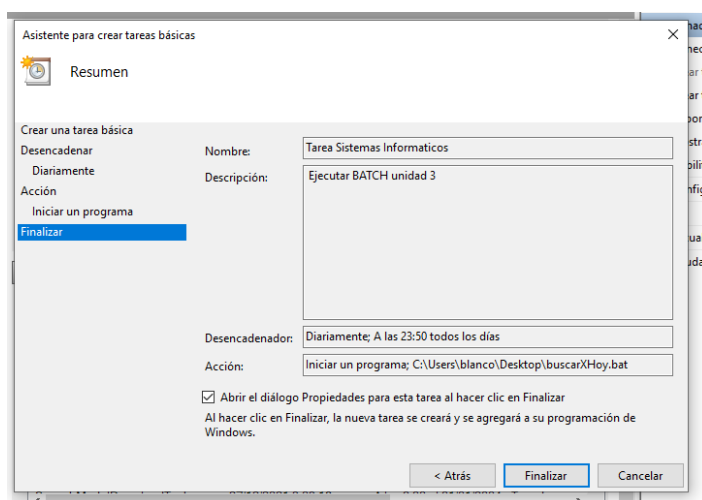 Asistente para crear tareas básicas
Resumen
Crear una tarea básica
Desencadenar
Diariamente
Acción
Iniciar un programa
Finalizar
Nombre:
Tarea Sistemas Informaticos
Descripción:
Ejecutar BATCH unidad 3
Desencadenador:
Diariamente; A las 23:50 todos los días
Acción:
Iniciar un programa; C:\Users\blanco\Desktop\buscarXHoy.bat
Abrir el diálogo Propiedades para esta tarea al hacer clic en Finalizar
Al hacer clic en Finalizar, la nueva tarea se creará y se agregará a su programación de
Windows.
< Atrás
Finalizar
Cancelar